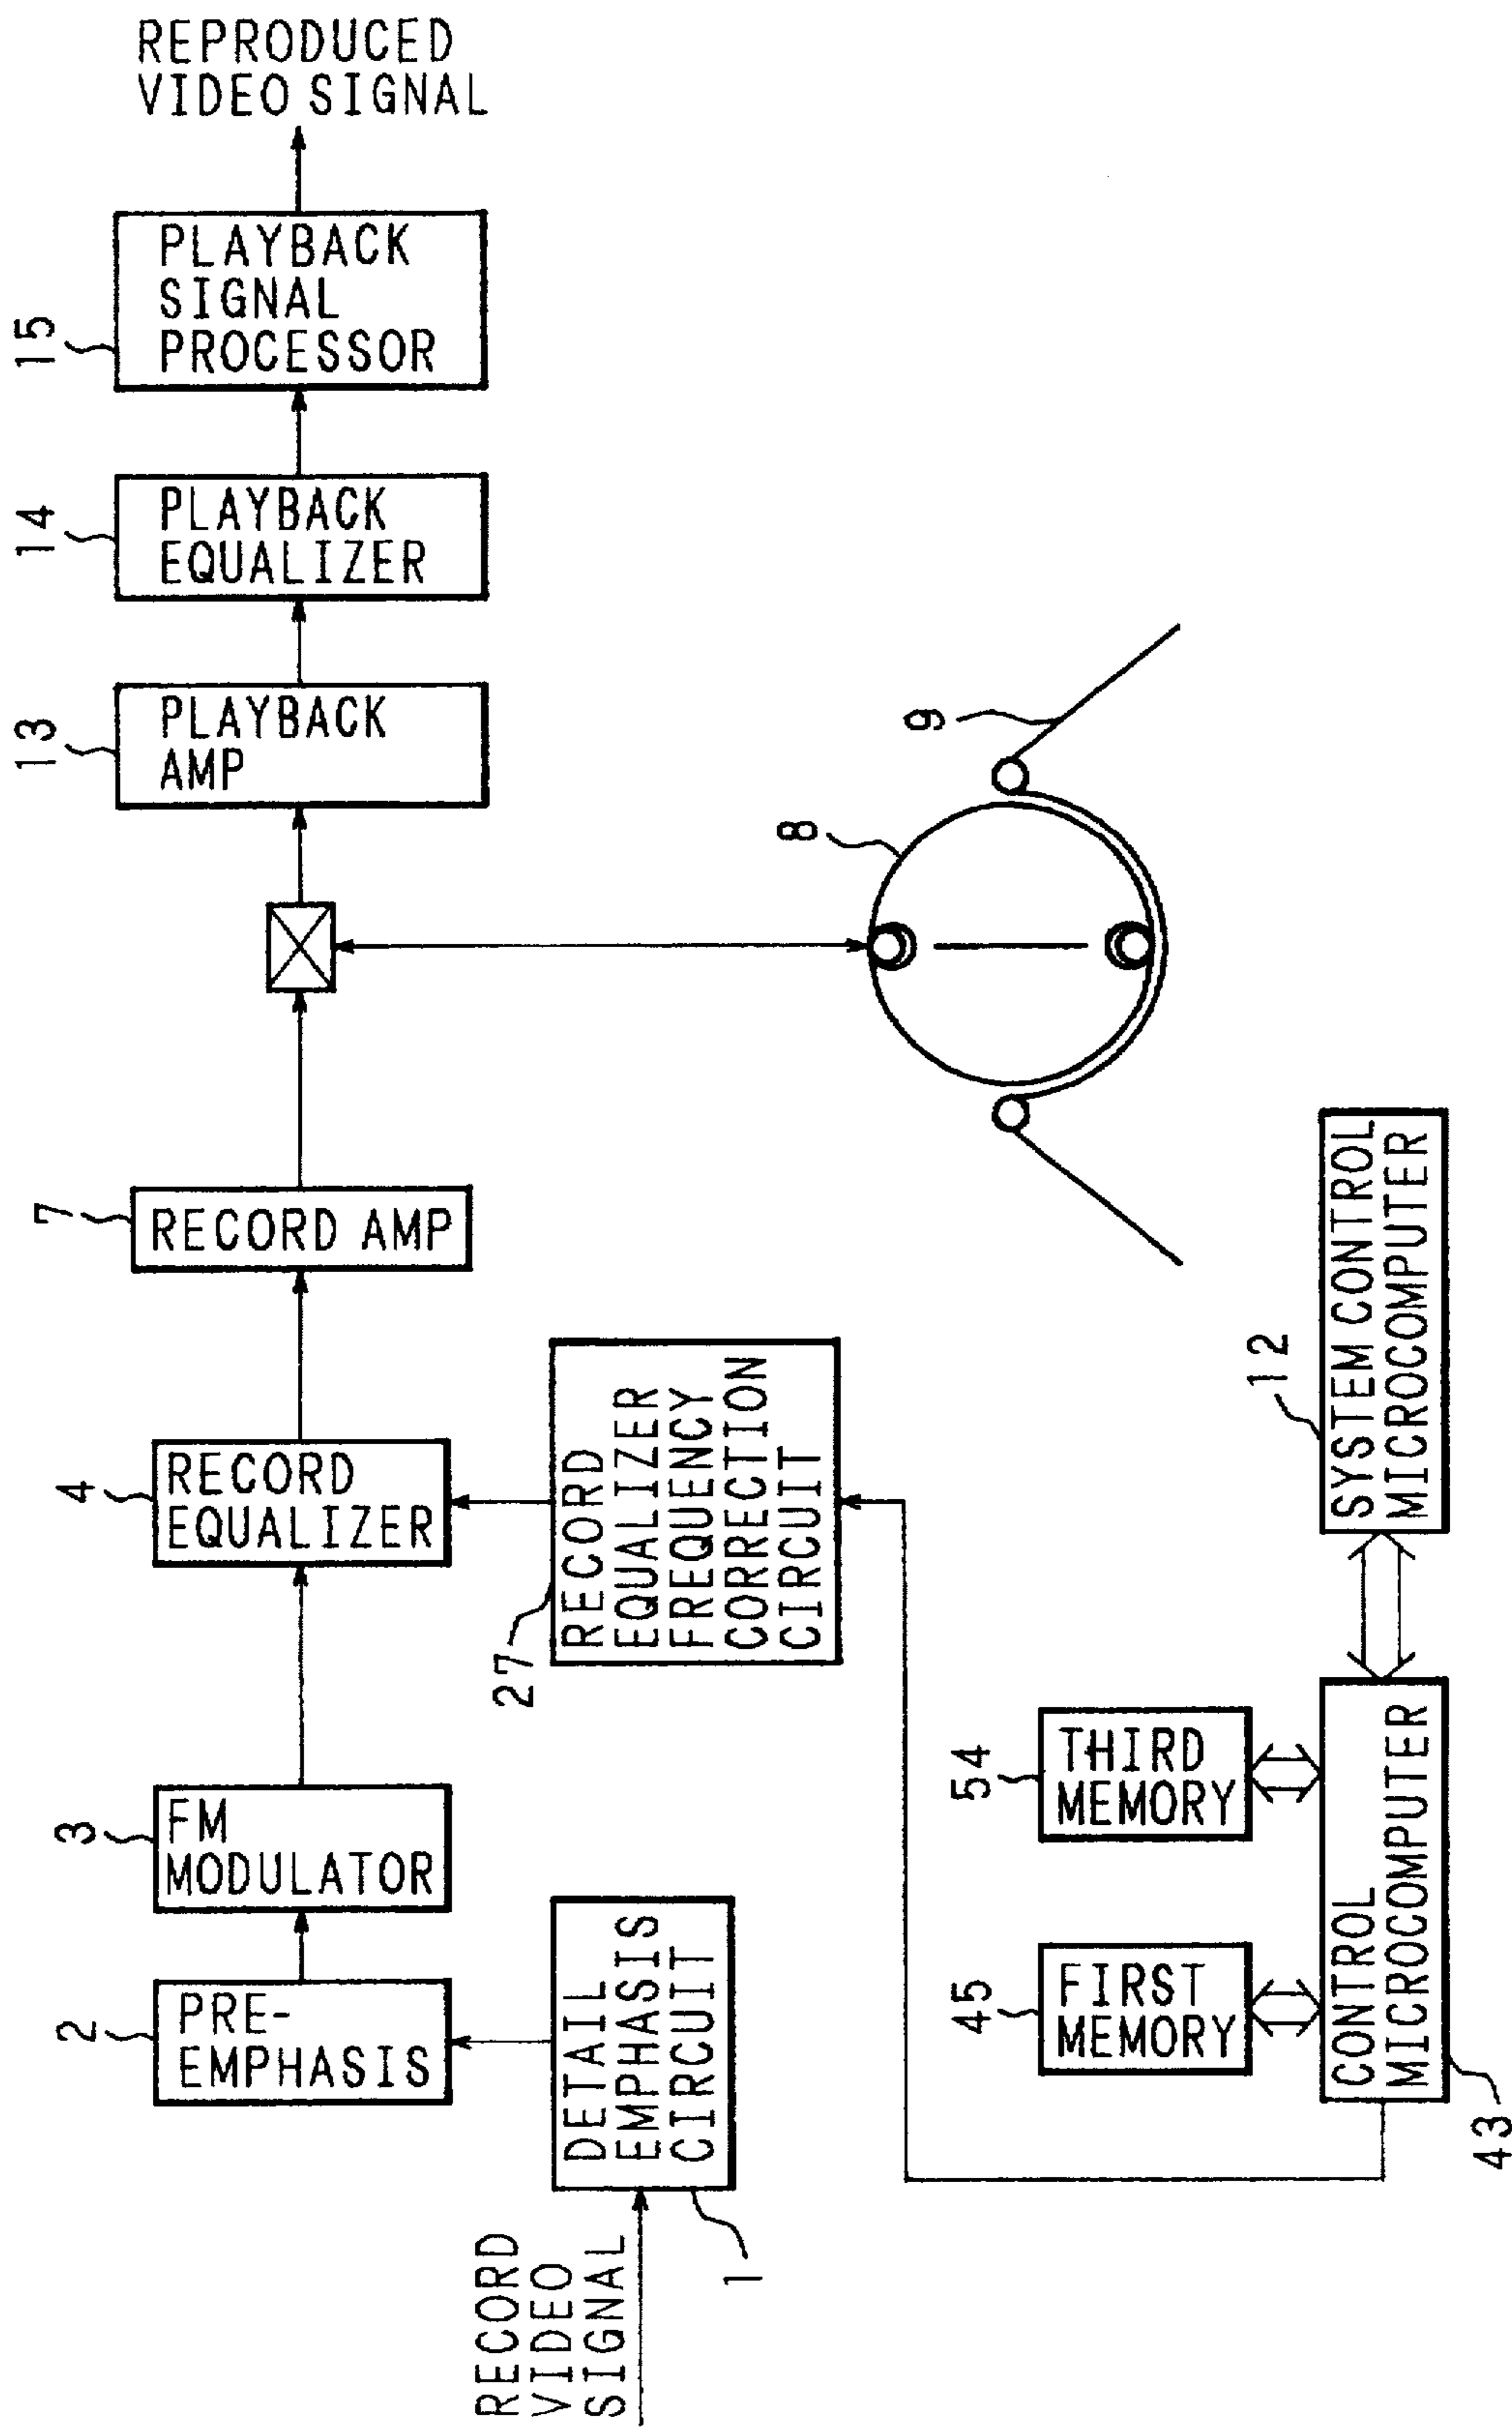 RECORD
VIDEO
SIGNAL
1
DETAIL
EMPHASIS
CIRCUIT
2
PRE-
EMPHASIS
3
FM
MODULATOR
4
RECORD
EQUALIZER
27
RECORD
EQUALIZER
FREQUENCY
CORRECTION
CIRCUIT
7
RECORD AMP
13
PLAYBACK
AMP
14
PLAYBACK
EQUALIZER
15
PLAYBACK
SIGNAL
PROCESSOR
REPRODUCED
VIDEO SIGNAL
8
9
45
FIRST
MEMORY
54
THIRD
MEMORY
43
CONTROL
MICROCOMPUTER
12
SYSTEM CONTROL
MICROCOMPUTER